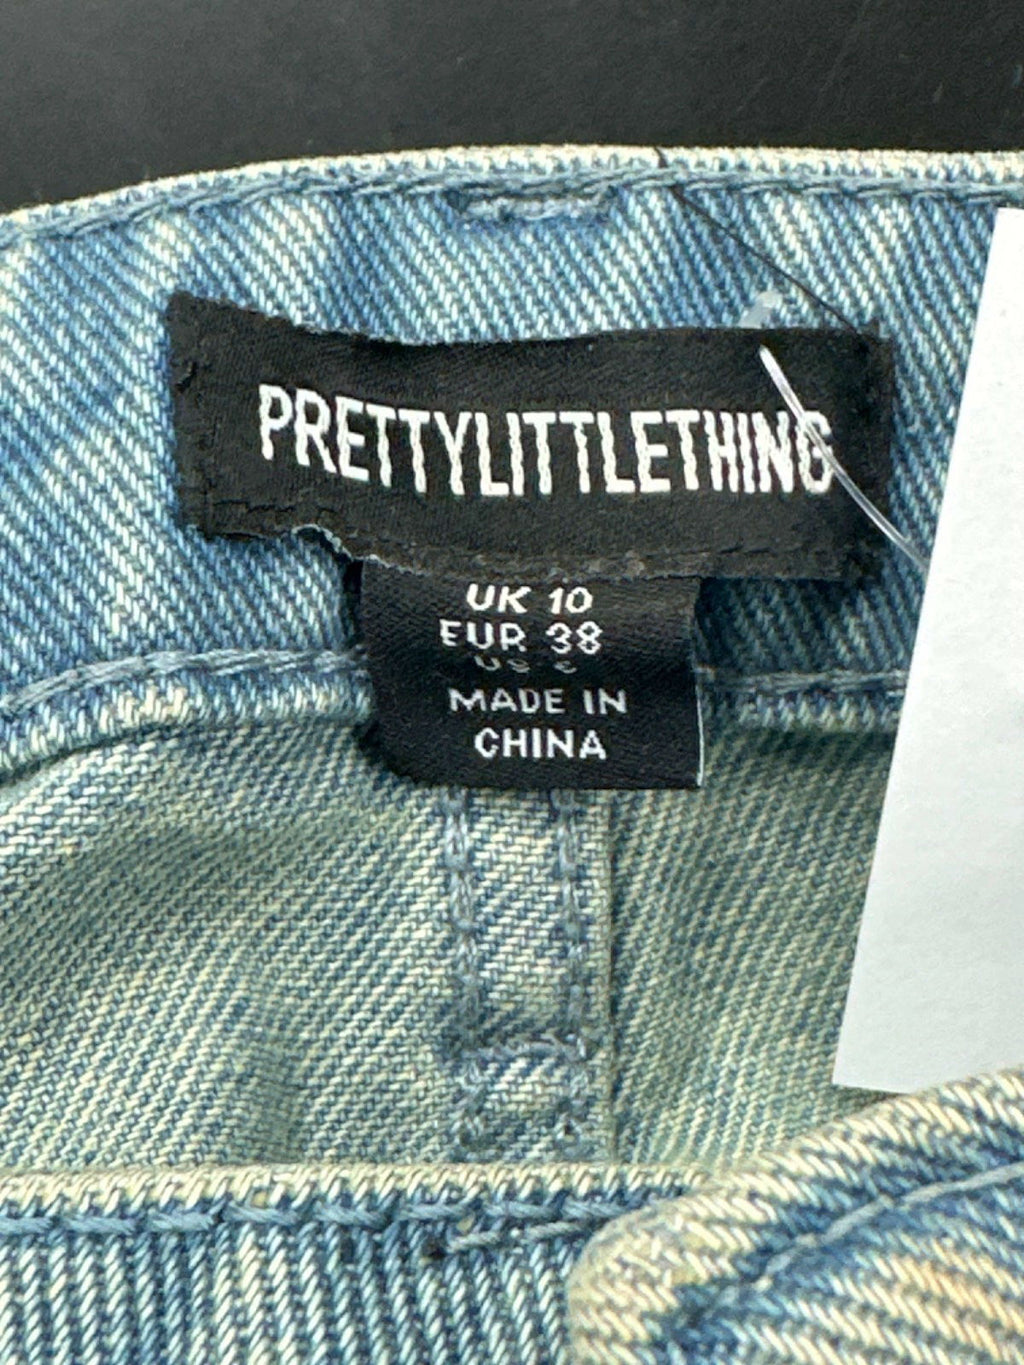 PRETTYLITTLETHING
UK 10
EUR 38
MADE IN
CHINA